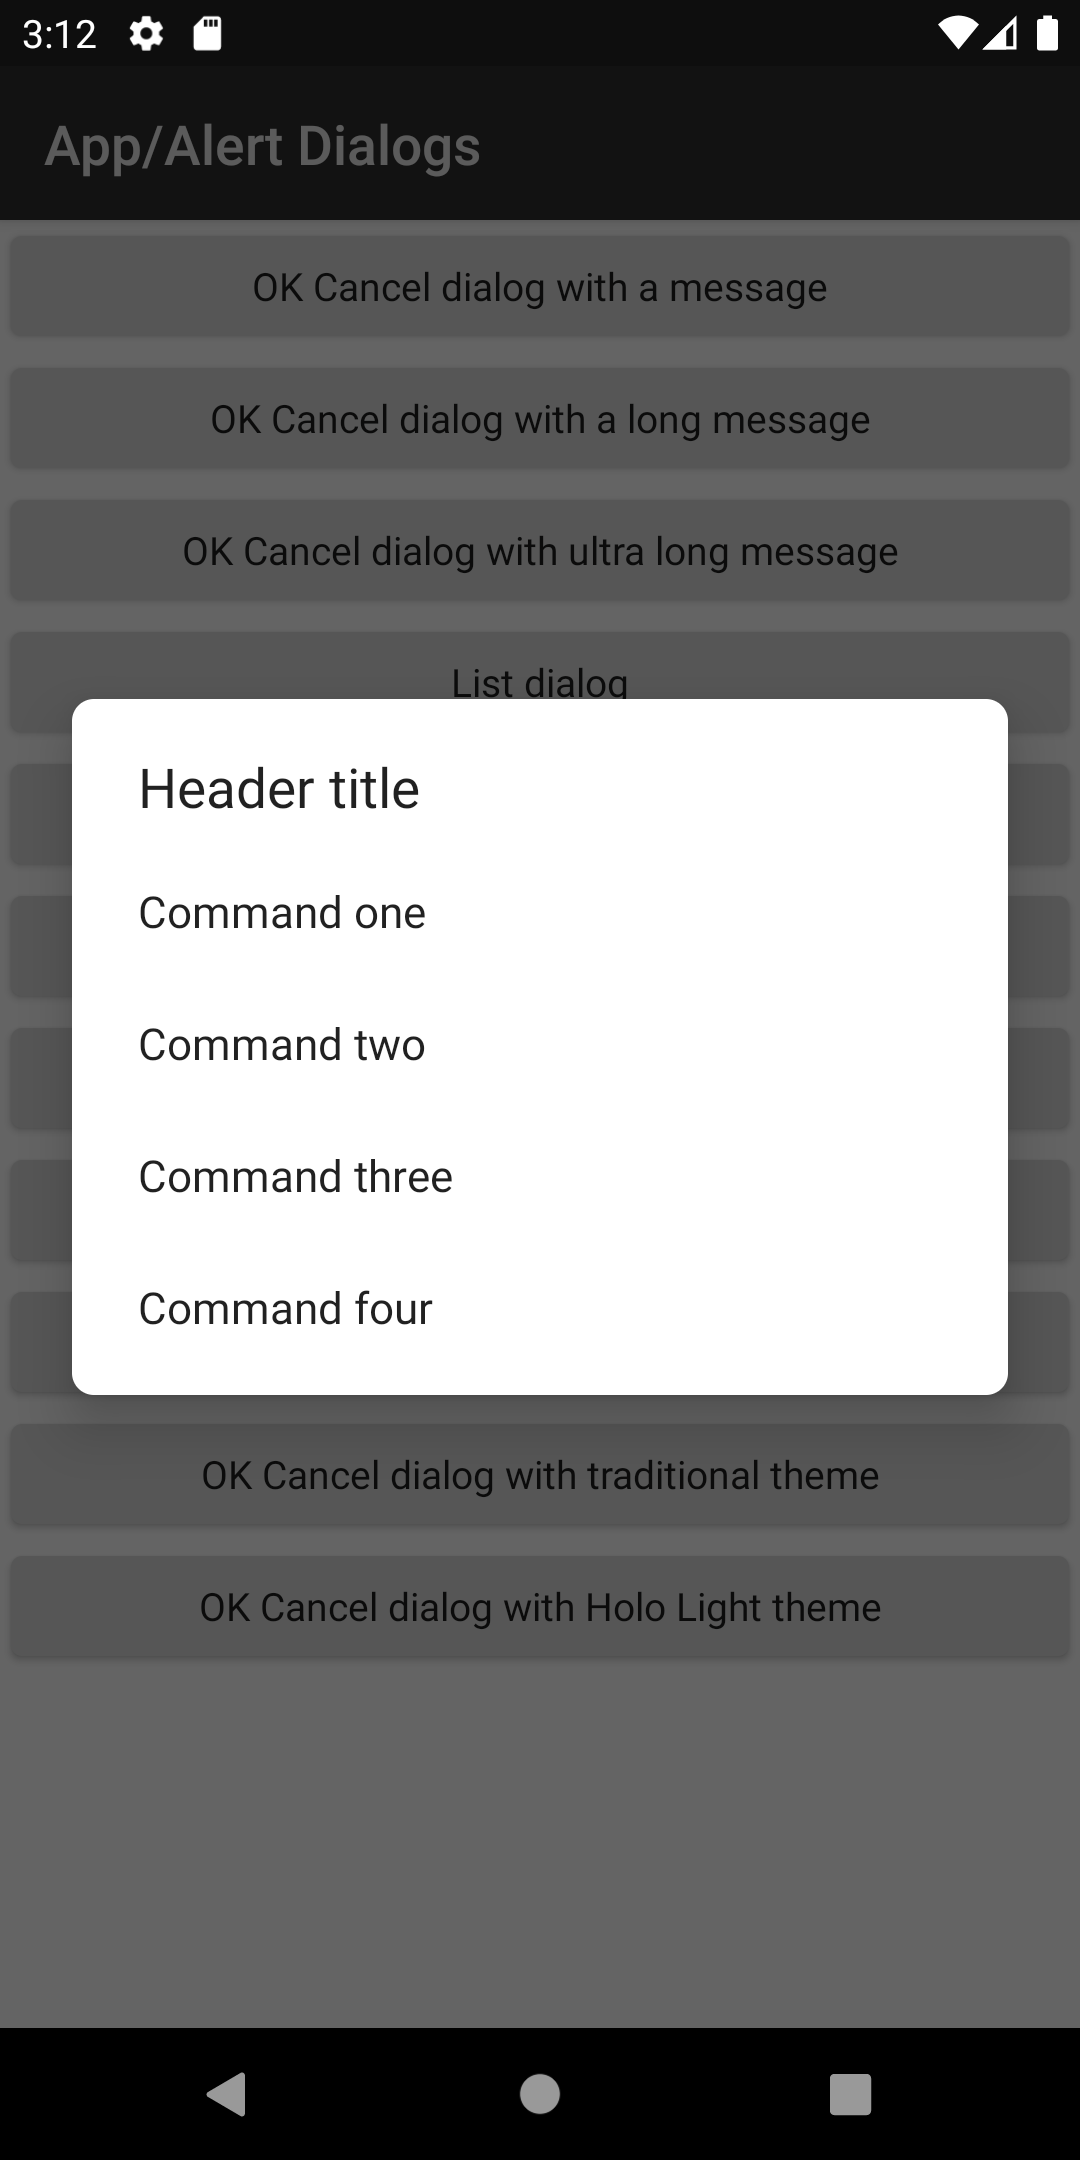 3:12
App/Alert Dialogs
OK Cancel dialog with a message
OK Cancel dialog with a long message
OK Cancel dialog with ultra long message
List dialog
Header title
Command one
Command two
Command three
Command four
OK Cancel dialog with traditional theme
OK Cancel dialog with Holo Light theme